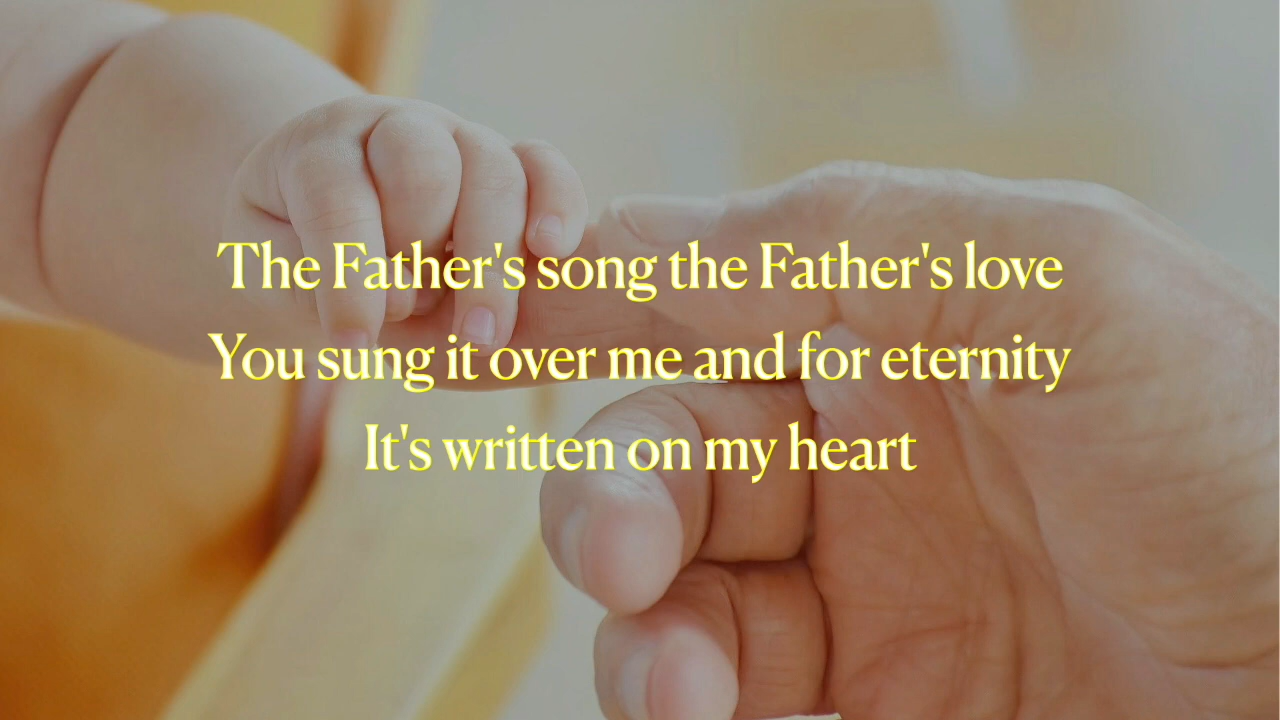 The Father's song the Father's love
You sung it over me and for eternity
It's written on my heart